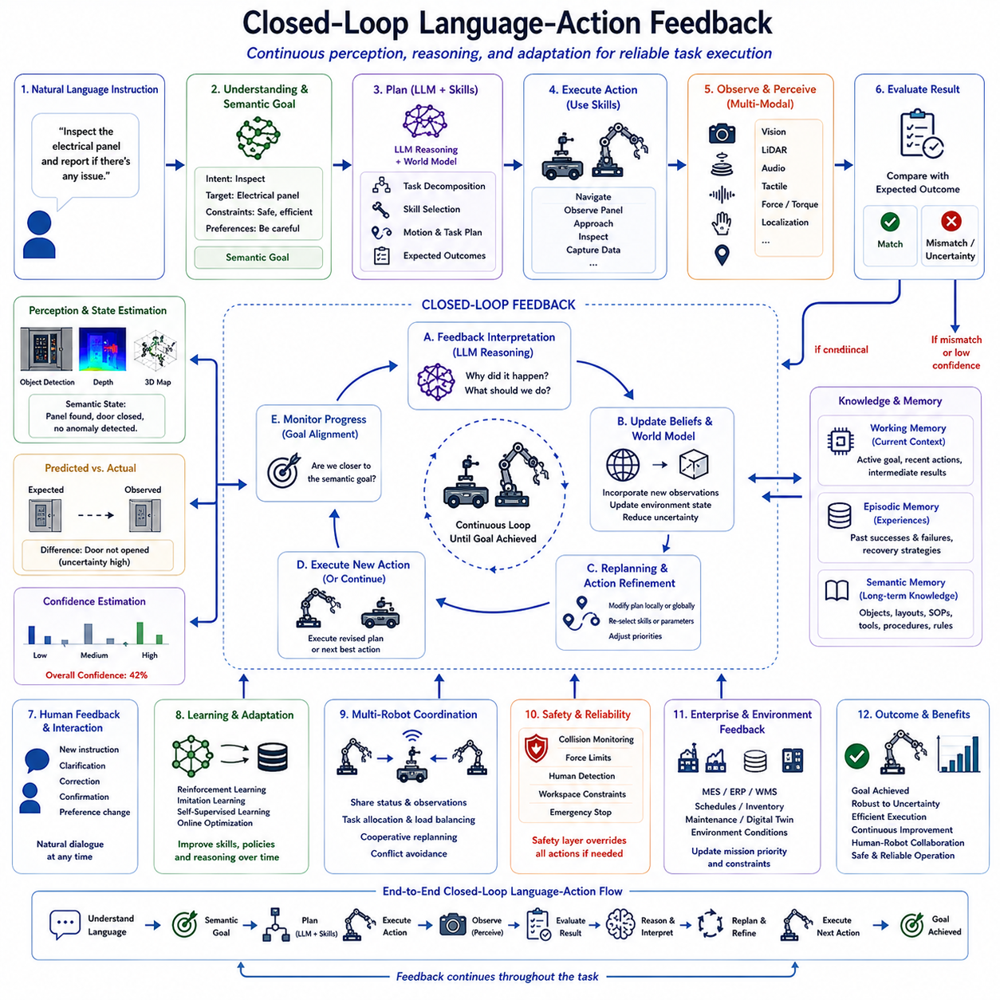 Closed-Loop Language-Action Feedback
Continuous perception, reasoning, and adaptation for reliable task execution
1. Natural Language Instruction
“Inspect the
electrical panel
and report if there's
any issue.”
2. Understanding &
Semantic Goal
Intent: Inspect
Target: Electrical panel
Constraints: Safe, efficient
Preferences: Be careful
Semantic Goal
3. Plan (LLM + Skills)
LLM Reasoning
+ World Model
Task Decomposition
Skill Selection
Motion & Task Plan
Expected Outcomes
4. Execute Action
(Use Skills)
Navigate
Observe Panel
Approach
Inspect
Capture Data
...
5. Observe & Perceive
(Multi-Modal)
Vision
LiDAR
Audio
Tactile
Force / Torque
Localization
...
6. Evaluate Result
Compare with
Expected Outcome
Match
Mismatch /
Uncertainty
if cndtincal
If mismatch
or low
confidence
Perception & State Estimation
Object Detection
Depth
3D Map
Semantic State:
Panel found, door closed,
no anomaly detected.
Predicted vs. Actual
Expected
Observed
Difference: Door not opened
(uncertainty high)
Confidence Estimation
Low
Medium
High
Overall Confidence: 42%
CLOSED-LOOP FEEDBACK
A. Feedback Interpretation
(LLM Reasoning)
Why did it happen?
What should we do?
B. Update Beliefs &
World Model
Incorporate new observations
Update environment state
Reduce uncertainty
C. Replanning &
Action Refinement
Modify plan locally or globally
Re-select skills or parameters
Adjust priorities
D. Execute New Action
(Or Continue)
Execute revised plan
or next best action
E. Monitor Progress
(Goal Alignment)
Are we closer to
the semantic goal?
Continuous Loop
Until Goal Achieved
Knowledge & Memory
Working Memory
(Current Context)
Active goal, recent actions,
intermediate results
Episodic Memory
(Experiences)
Past successes & failures,
recovery strategies
Semantic Memory
(Long-term Knowledge)
Objects, layouts, SOPs,
tools, procedures, rules
7. Human Feedback
& Interaction
New instruction
Clarification
Correction
Confirmation
Preference change
Natural dialogue
at any time
8. Learning & Adaptation
Reinforcement Learning
Imitation Learning
Self-Supervised Learning
Online Optimization
Improve skills, policies
and reasoning over time
9. Multi-Robot Coordination
Share status & observations
Task allocation & load balancing
Cooperative replanning
Conflict avoidance
10. Safety & Reliability
Collision Monitoring
Force Limits
Human Detection
Workspace Constraints
Emergency Stop
Safety layer overrides
all actions if needed
11. Enterprise & Environment
Feedback
MES / ERP / WMS
Schedules / Inventory
Maintenance / Digital Twin
Environment Conditions
Update mission priority
and constraints
12. Outcome & Benefits
Goal Achieved
Robust to Uncertainty
Efficient Execution
Continuous Improvement
Human-Robot Collaboration
Safe & Reliable Operation
End-to-End Closed-Loop Language-Action Flow
Understand
Language
Semantic
Goal
Plan
(LLM + Skills)
Execute
Action
Observe
(Perceive)
Evaluate
Result
Reason &
Interpret
Replan &
Refine
Execute
Next Action
Goal
Achieved
Feedback continues throughout the task